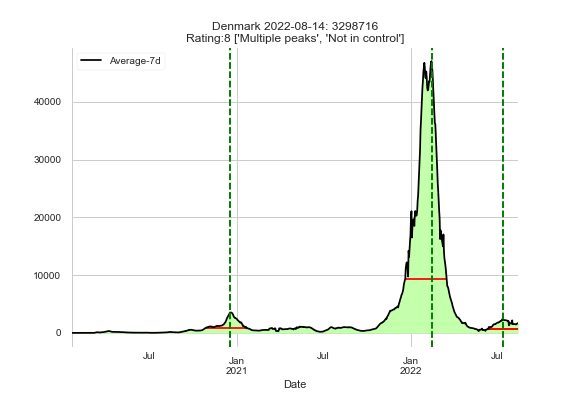 Denmark 2022-08-14: 3298716
Rating:8 ['Multiple peaks', 'Not in control']
Average-7d
40000
30000
20000
10000
0
Jul
Jan
2021
Jul
Jan
2022
Jul
Date